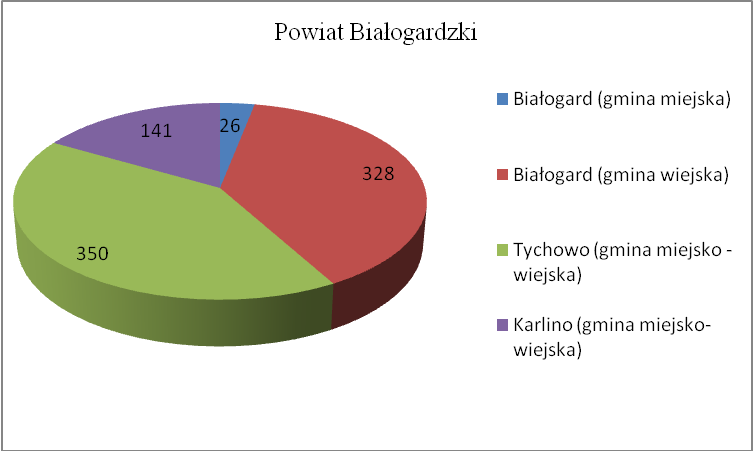 Powiat Białogardzki
26
141
328
350
Białogard (gmina miejska)
Białogard (gmina wiejska)
Tychowo (gmina miejsko -
wiejska)
Karlino (gmina miejsko-
wiejska)